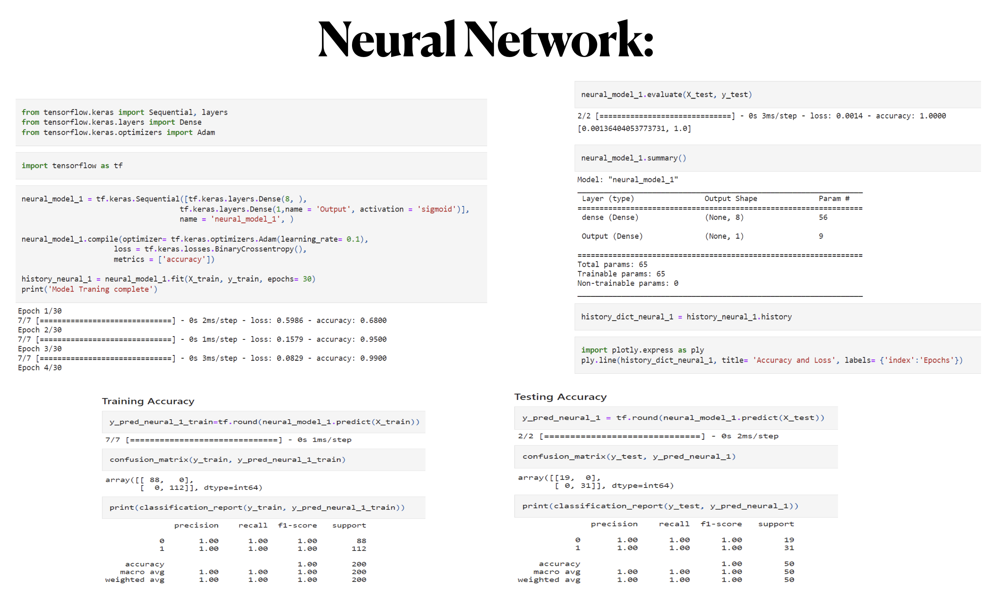 Neural Network:
from tensorflow.keras import Sequential, layers
from tensorflow.keras.layers import Dense
from tensorflow.keras.optimizers import Adam
import tensorflow as tf
neural_model_1 = tf.keras.Sequential([tf.keras.layers.Dense(8, ),
tf.keras.layers.Dense(1,name = 'Output', activation = 'sigmoid')],
name = 'neural_model_1', )
neural_model_1.compile(optimizer= tf.keras.optimizers.Adam(learning_rate= 0.1),
loss = tf.keras.losses.BinaryCrossentropy(),
metrics = ['accuracy'])
history_neural_1 = neural_model_1.fit(X_train, y_train, epochs= 30)
print('Model Traning complete')
Epoch 1/30
7/7 [==============================] - 0s 2ms/step - loss: 0.5986 - accuracy: 0.6800
Epoch 2/30
7/7 [==============================] - 0s 1ms/step - loss: 0.1579 - accuracy: 0.9500
Epoch 3/30
7/7 [==============================] - 0s 3ms/step - loss: 0.0829 - accuracy: 0.9900
Epoch 4/30
neural_model_1.evaluate(X_test, y_test)
2/2 [==============================] - 0s 3ms/step - loss: 0.0014 - accuracy: 1.0000
[0.00136404053773731, 1.0]
neural_model_1.summary()
Model: "neural_model_1"
_________________________________________________________________
Layer (type) Output Shape Param #
=================================================================
dense (Dense) (None, 8) 56
Output (Dense) (None, 1) 9
=================================================================
Total params: 65
Trainable params: 65
Non-trainable params: 0
_________________________________________________________________
history_dict_neural_1 = history_neural_1.history
import plotly.express as ply
ply.line(history_dict_neural_1, title= 'Accuracy and Loss', labels= {'index':'Epochs'})
Training Accuracy
y_pred_neural_1_train=tf.round(neural_model_1.predict(X_train))
7/7 [==============================] - 0s 1ms/step
confusion_matrix(y_train, y_pred_neural_1_train)
array([[ 88, 0],
[ 0, 112]], dtype=int64)
print(classification_report(y_train, y_pred_neural_1_train))
precision recall f1-score support
0 1.00 1.00 1.00 88
1 1.00 1.00 1.00 112
accuracy 1.00 200
macro avg 1.00 1.00 1.00 200
weighted avg 1.00 1.00 1.00 200
Testing Accuracy
y_pred_neural_1 = tf.round(neural_model_1.predict(X_test))
2/2 [==============================] - 0s 2ms/step
confusion_matrix(y_test, y_pred_neural_1)
array([[19, 0],
[ 0, 31]], dtype=int64)
print(classification_report(y_test, y_pred_neural_1))
precision recall f1-score support
0 1.00 1.00 1.00 19
1 1.00 1.00 1.00 31
accuracy 1.00 50
macro avg 1.00 1.00 1.00 50
weighted avg 1.00 1.00 1.00 50